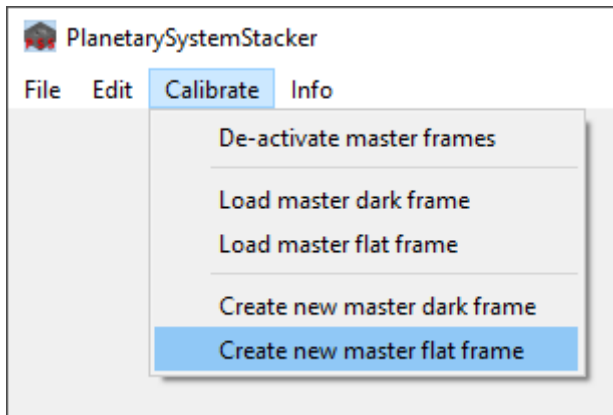 PlanetarySystemStacker
File Edit Calibrate Info
De-activate master frames
Load master dark frame
Load master flat frame
Create new master dark frame
Create new master flat frame